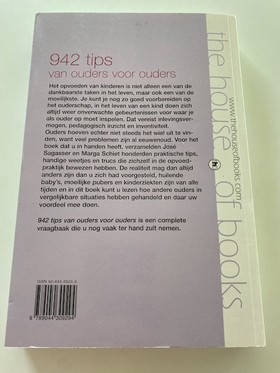 942 tips
van ouders voor ouders
Het opvoeden van kinderen is niet alleen een van de
dankbaarste taken in het leven, maar ook een van de
moeilijkste. Je kunt je nog zo goed voorbereiden op
het ouderschap, in het leven van een kind doen zich
altijd weer onverwachte gebeurtenissen voor waar je
als ouder op moet inspelen. Dat vereist inlevingsver-
mogen, pedagogisch inzicht en inventiviteit.
Ouders hoeven echter niet steeds het wiel uit te vin-
den, want veel problemen zijn al eeuwenoud. Voor
het boek dat u in handen heeft, verzamelden José
Sagasser en Marga Schiet honderden praktische tips,
handige weetjes en trucs die zichzelf in de opvoed-
praktijk bewezen hebben. De realiteit mag dan altijd
anders zijn dan u zich had voorgesteld, huilende
baby's, moeilijke pubers en kinderziekten zijn van alle
tijden en in dit boek kunt u lezen hoe andere ouders in
vergelijkbare situaties hebben gehandeld en daar uw
voordeel mee doen.
942 tips van ouders voor ouders is een complete
vraagbaak die u nog vaak ter hand zult nemen.
9789044309294
the house of books
www.thehouseofbooks.com